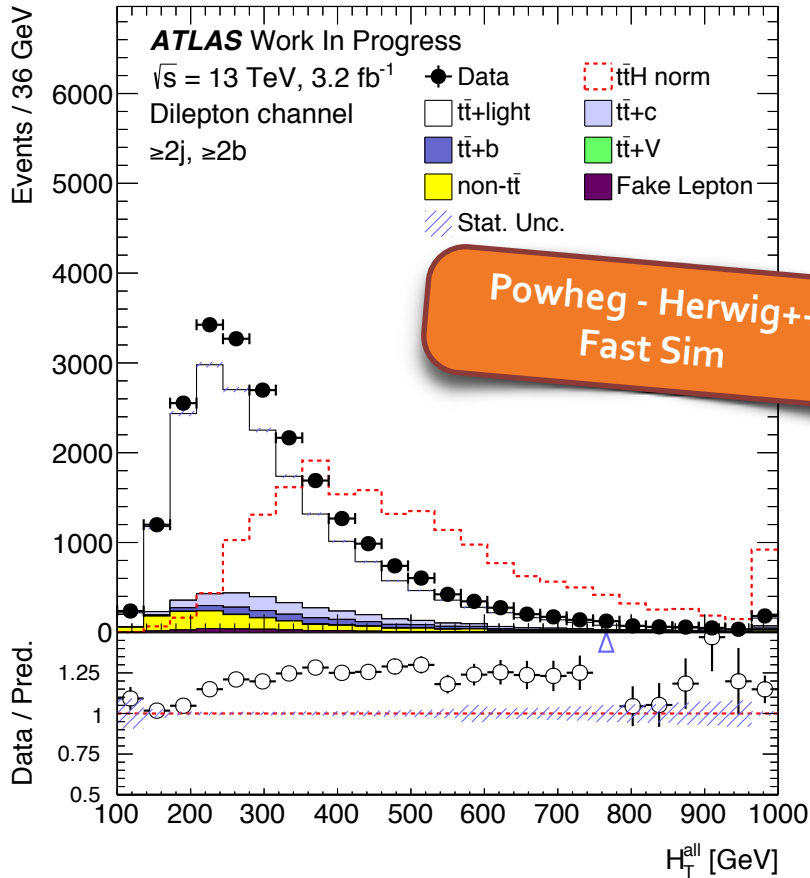 ATLAS Work In Progress
√s = 13 TeV, 3.2 fb⁻¹
Dilepton channel
≥2j, ≥2b
Data
tt̄H norm
tt̄+light
tt̄+c
tt̄+b
tt̄+V
non-tt̄
Fake Lepton
Stat. Unc.
Powheg - Herwig+
Fast Sim
Events / 36 GeV
6000
5000
4000
3000
2000
1000
0
Data / Pred.
1.25
1
0.75
0.5
100 200 300 400 500 600 700 800 900 1000
H_T^all [GeV]